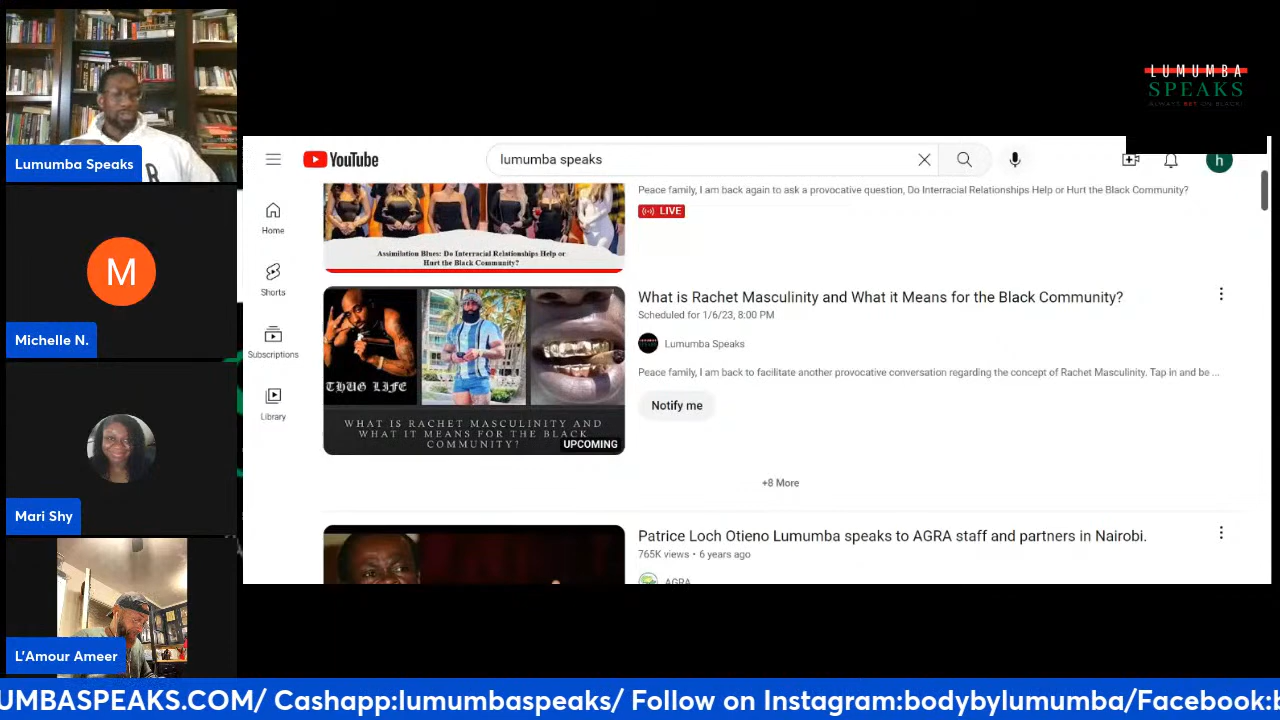 Lumumba Speaks
M
Michelle N.
Mari Shy
L'Amour Ameer
LUMUMBA
SPEAKS
ALWAYS BET ON BLACK!
YouTube
lumumba speaks
h
Home
Shorts
Subscriptions
Library
Assimilation Blues: Do Interracial Relationships Help or
Hurt the Black Community?
Peace family, I am back again to ask a provocative question, Do Interracial Relationships Help or Hurt the Black Community?
LIVE
THUG LIFE
WHAT IS RACHET MASCULINITY AND
WHAT IT MEANS FOR THE BLACK
COMMUNITY?
UPCOMING
What is Rachet Masculinity and What it Means for the Black Community?
Scheduled for 1/6/23, 8:00 PM
Lumumba Speaks
Peace family, I am back to facilitate another provocative conversation regarding the concept of Rachet Masculinity. Tap in and be ...
Notify me
+8 More
Patrice Loch Otieno Lumumba speaks to AGRA staff and partners in Nairobi.
765K views • 6 years ago
AGRA
UMBASPEAKS.COM/ Cashapp:lumumbaspeaks/ Follow on Instagram:bodybylumumba/Facebook:b